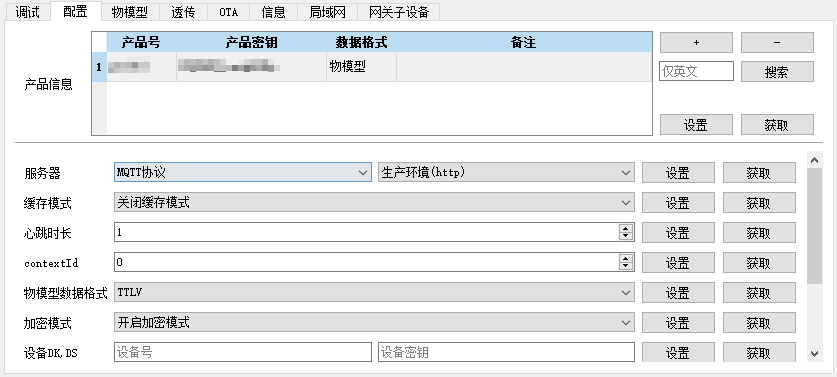 调试 配置 物模型 透传 OTA 信息 局域网 网关子设备
产品号 产品密钥 数据格式 备注
1 物模型
产品信息
+ -
仅英文 搜索
设置 获取
服务器 MQTT协议 生产环境(http) 设置 获取
缓存模式 关闭缓存模式 设置 获取
心跳时长 1 设置 获取
contextId 0 设置 获取
物模型数据格式 TTLV 设置 获取
加密模式 开启加密模式 设置 获取
设备DK,DS 设备号 设备密钥 设置 获取